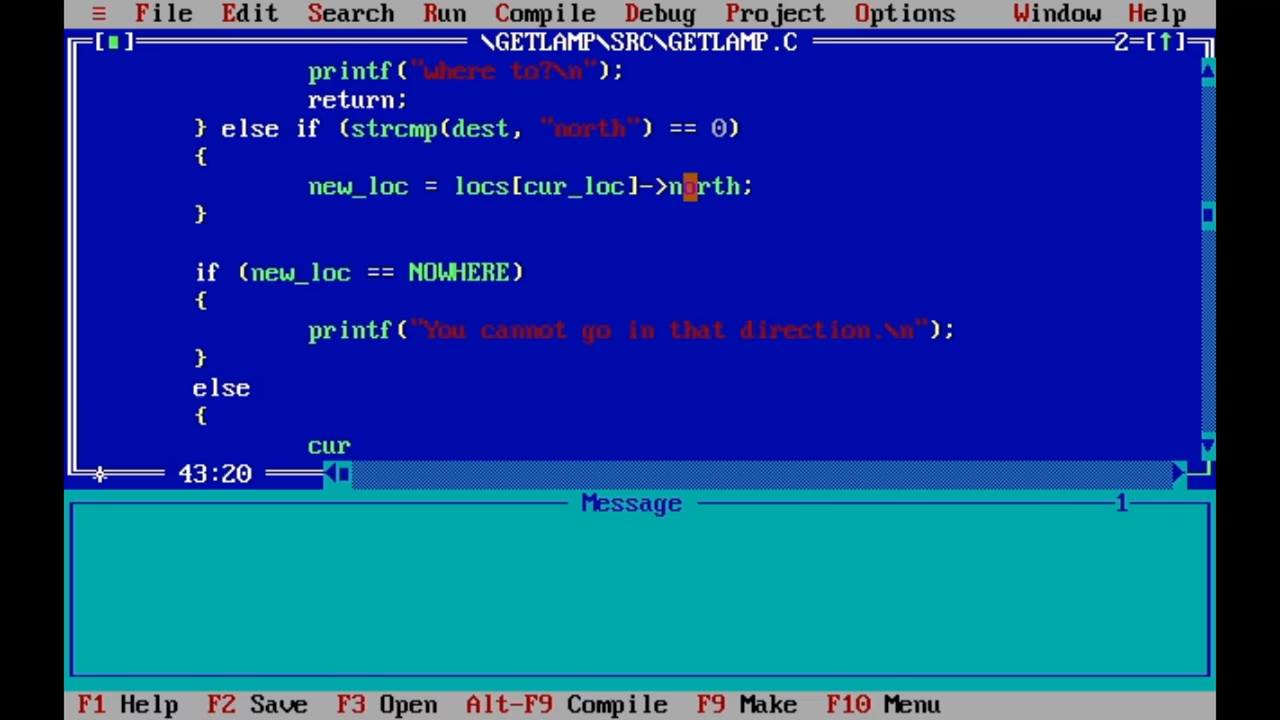 ≡ File Edit Search Run Compile Debug Project Options Window Help
[■] \GETLAMP\SRC\GETLAMP.C 2=[↑]
printf("where to?\n");
return;
} else if (strcmp(dest, "north") == 0)
{
new_loc = locs[cur_loc]->north;
}
if (new_loc == NOWHERE)
{
printf("You cannot go in that direction.\n");
}
else
{
cur
43:20
Message 1
F1 Help F2 Save F3 Open Alt-F9 Compile F9 Make F10 Menu